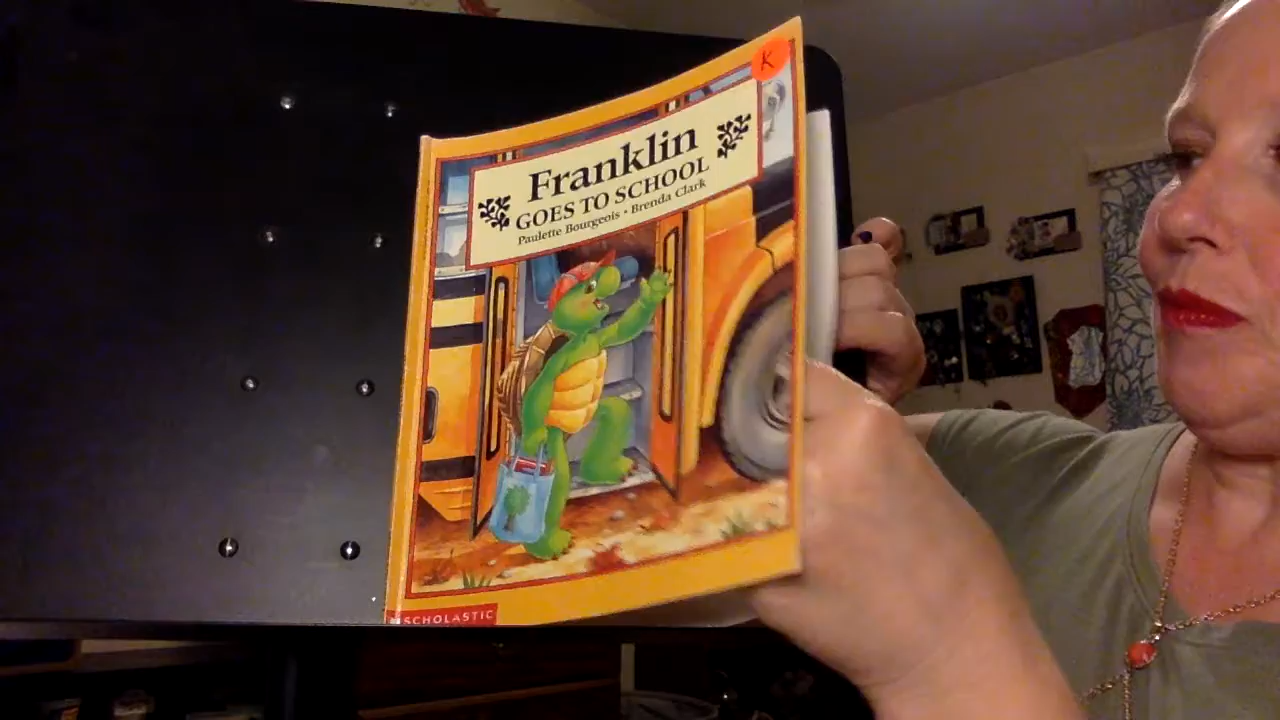 K
Franklin
GOES TO SCHOOL
Paulette Bourgeois • Brenda Clark
SCHOLASTIC